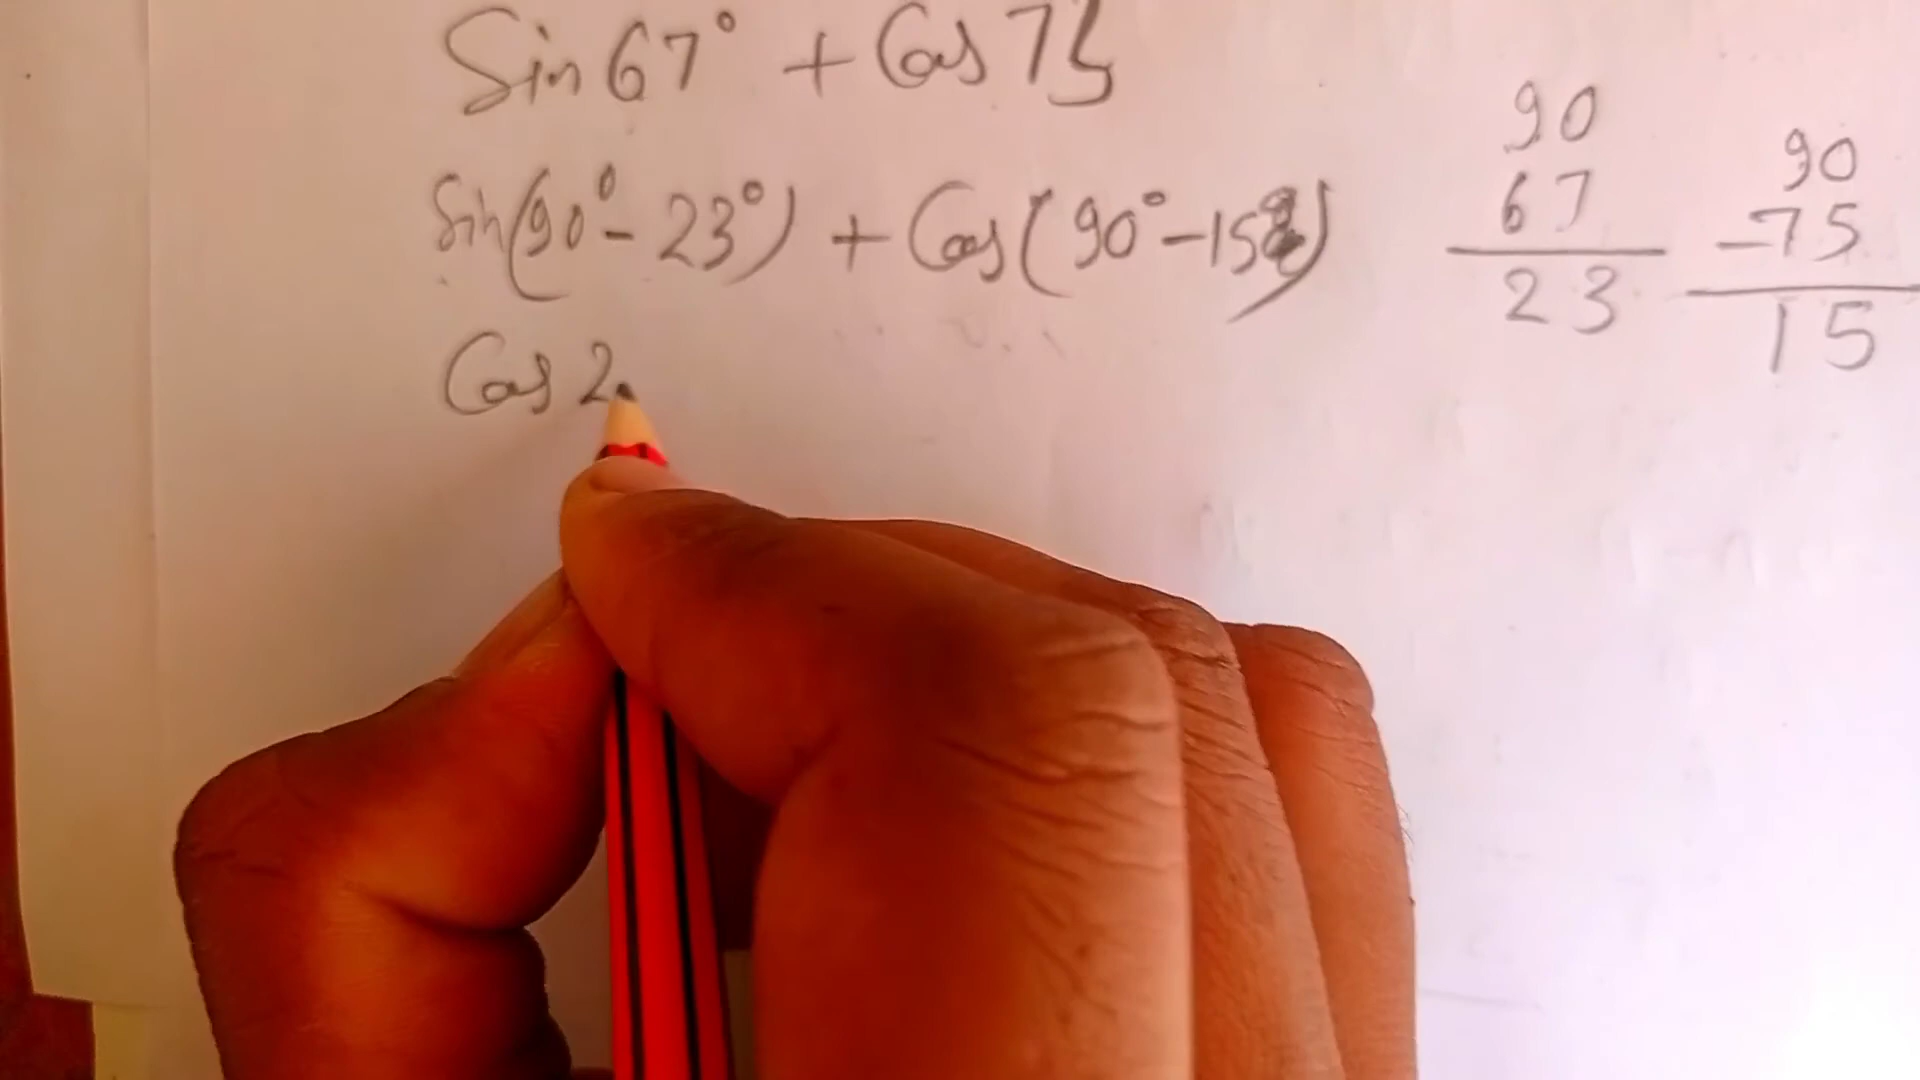 Sin 67° + Cos 75
Sin(90° - 23°) + Cos(90° - 15°)
Cos 2
90
67
23
90
-75
15